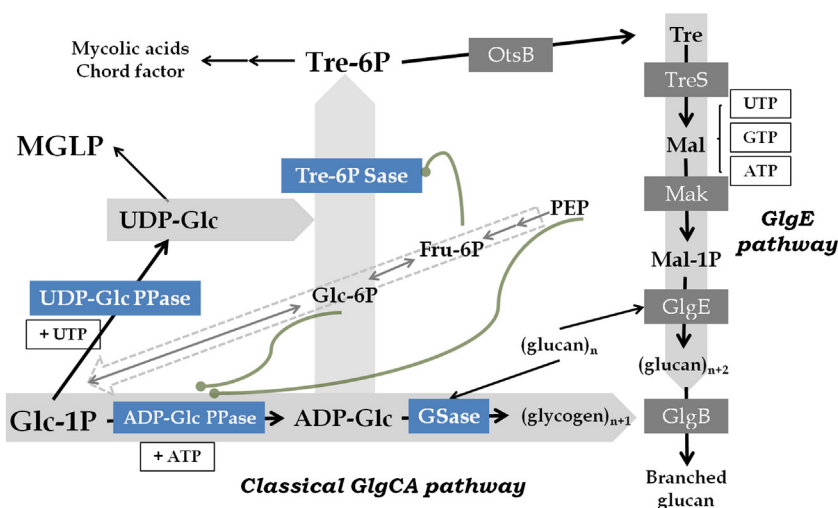 Mycolic acids
Chord factor
Tre-6P
OtsB
Tre
TreS
UTP
GTP
ATP
Mal
Mak
MGLP
Tre-6P Sase
UDP-Glc
PEP
Fru-6P
GlgE
pathway
Mal-1P
UDP-Glc PPase
+ UTP
Glc-6P
GlgE
(glucan)n
(glucan)n+2
Glc-1P
ADP-Glc PPase
ADP-Glc
GSase
(glycogen)n+1
GlgB
+ ATP
Classical GlgCA pathway
Branched
glucan